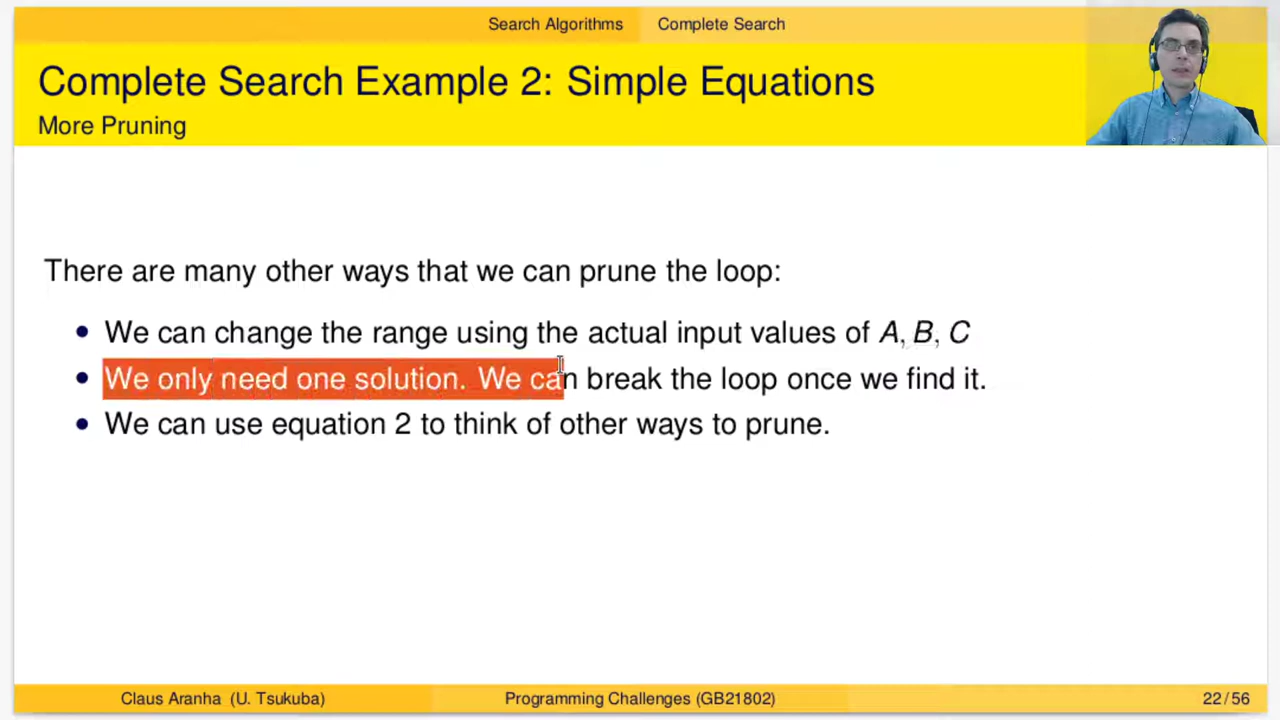 Search Algorithms Complete Search
Complete Search Example 2: Simple Equations
More Pruning
There are many other ways that we can prune the loop:
• We can change the range using the actual input values of A, B, C
• We only need one solution. We can break the loop once we find it.
• We can use equation 2 to think of other ways to prune.
Claus Aranha (U. Tsukuba) Programming Challenges (GB21802) 22 / 56